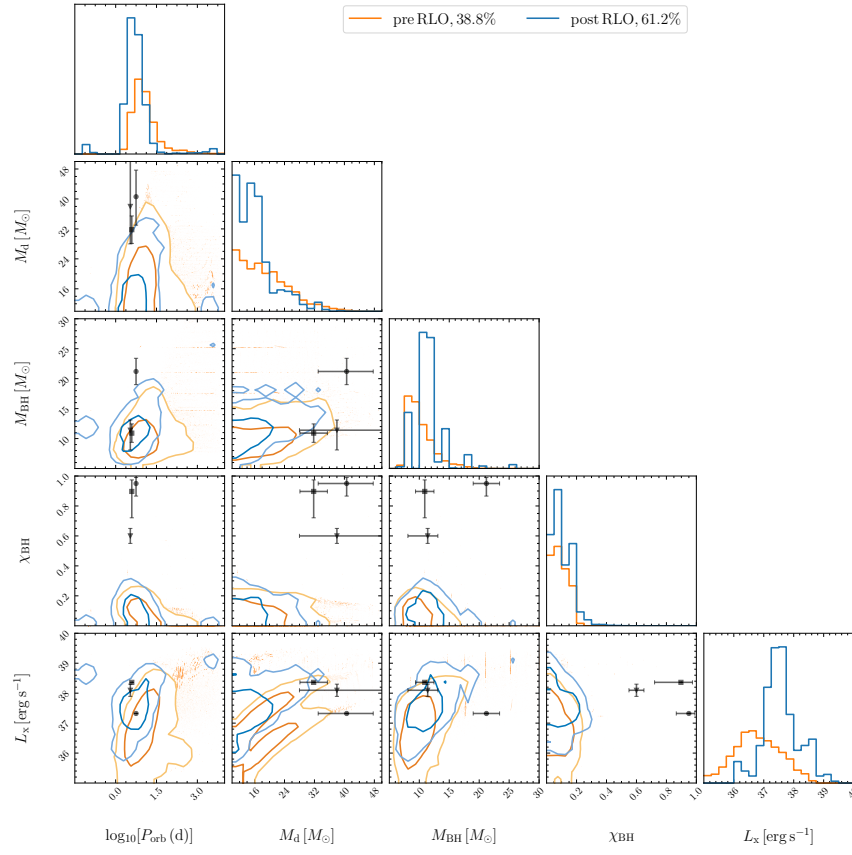 pre RLO, 38.8%
post RLO, 61.2%
48
40
32
24
16
M_d [M_⊙]
30
25
20
15
10
M_BH [M_⊙]
1.0
0.8
0.6
0.4
0.2
χ_BH
40
39
38
37
36
L_x [erg s⁻¹]
0.0 1.5 3.0
16 24 32 40 48
5 10 15 20 25 30
0.2 0.4 0.6 0.8 1.0
36 37 38 39
log₁₀[P_orb (d)] M_d [M_⊙] M_BH [M_⊙] χ_BH L_x [erg s⁻¹]